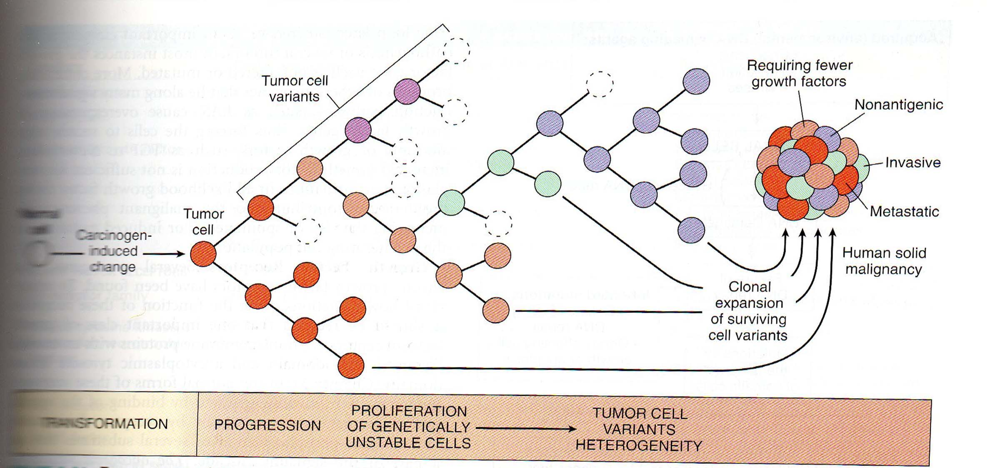 Tumor cell
variants
Tumor
cell
Carcinogen-
induced
change
Requiring fewer
growth factors
Nonantigenic
Invasive
Metastatic
Human solid
malignancy
Clonal
expansion
of surviving
cell variants
TRANSFORMATION
PROGRESSION
PROLIFERATION
OF GENETICALLY
UNSTABLE CELLS
TUMOR CELL
VARIANTS
HETEROGENEITY